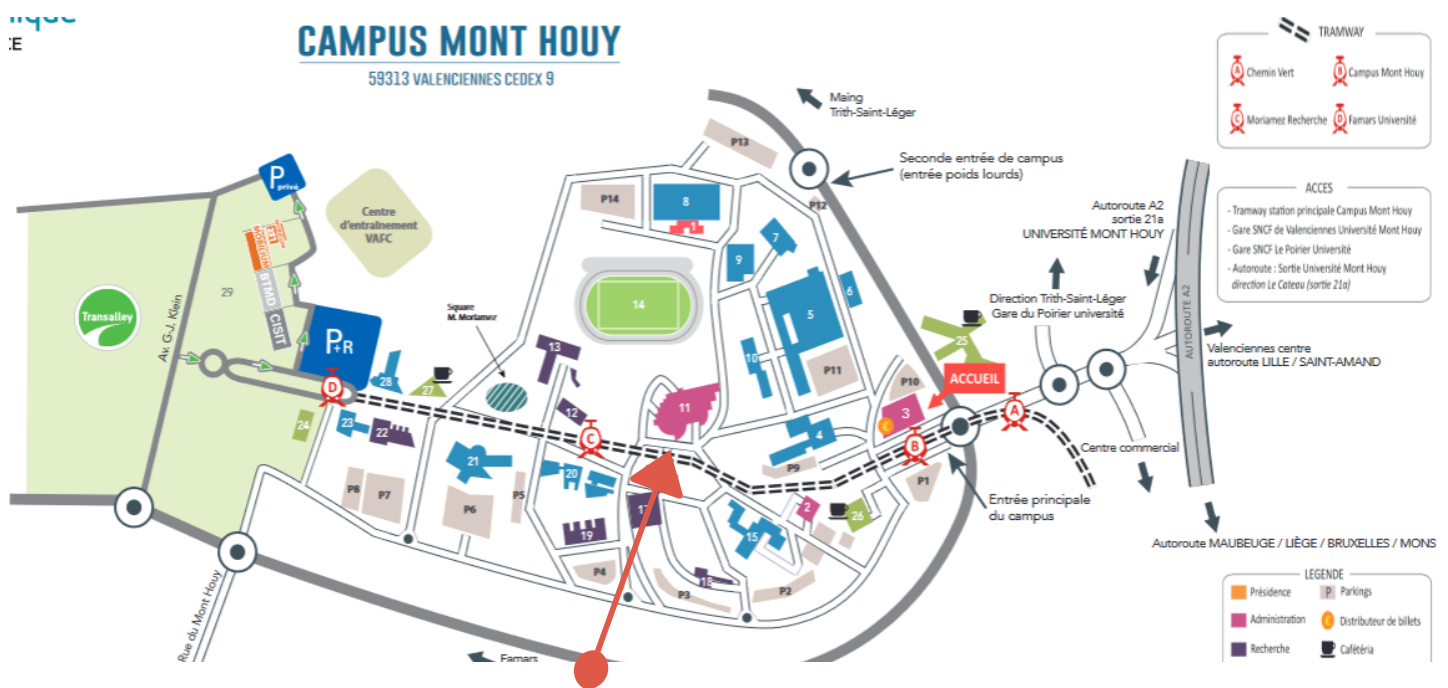 CE
CAMPUS MONT HOUY
59313 VALENCIENNES CEDEX 9
TRAMWAY
A Chemin Vert
B Campus Mont Houy
C Moriamez Recherche
D Famars Université
ACCES
- Tramway station principale Campus Mont Houy
- Gare SNCF de Valenciennes Université Mont Houy
- Gare SNCF Le Poirier Université
- Autoroute : Sortie Université Mont Houy
direction Le Cateau (sortie 21a)
Maing
Trith-Saint-Léger
Seconde entrée de campus
(entrée poids lourds)
Autoroute A2
sortie 21a
UNIVERSITÉ MONT HOUY
Direction Trith-Saint-Léger
Gare du Poirier université
AUTOROUTE A2
Valenciennes centre
autoroute LILLE / SAINT-AMAND
Centre commercial
Entrée principale
du campus
Autoroute MAUBEUGE / LIÈGE / BRUXELLES / MONS
P
privé
Centre
d'entraînement
VAFC
MOBILIUM
BTMD
CISIT
29
Transalley
Av. G-J. Klein
P+R
Square
M. Moriamez
P13
P14
P12
8
1
7
9
6
5
14
10
13
P11
25
P10
ACCUEIL
3
€
11
12
4
28
27
D
C
B
A
24
23
22
21
20
P9
P1
P8
P7
P6
P5
2
26
15
19
18
P4
P3
P2
Rue du Mont Houy
Famars
LEGENDE
Présidence
P Parkings
Administration
€ Distributeur de billets
Recherche
Cafétéria